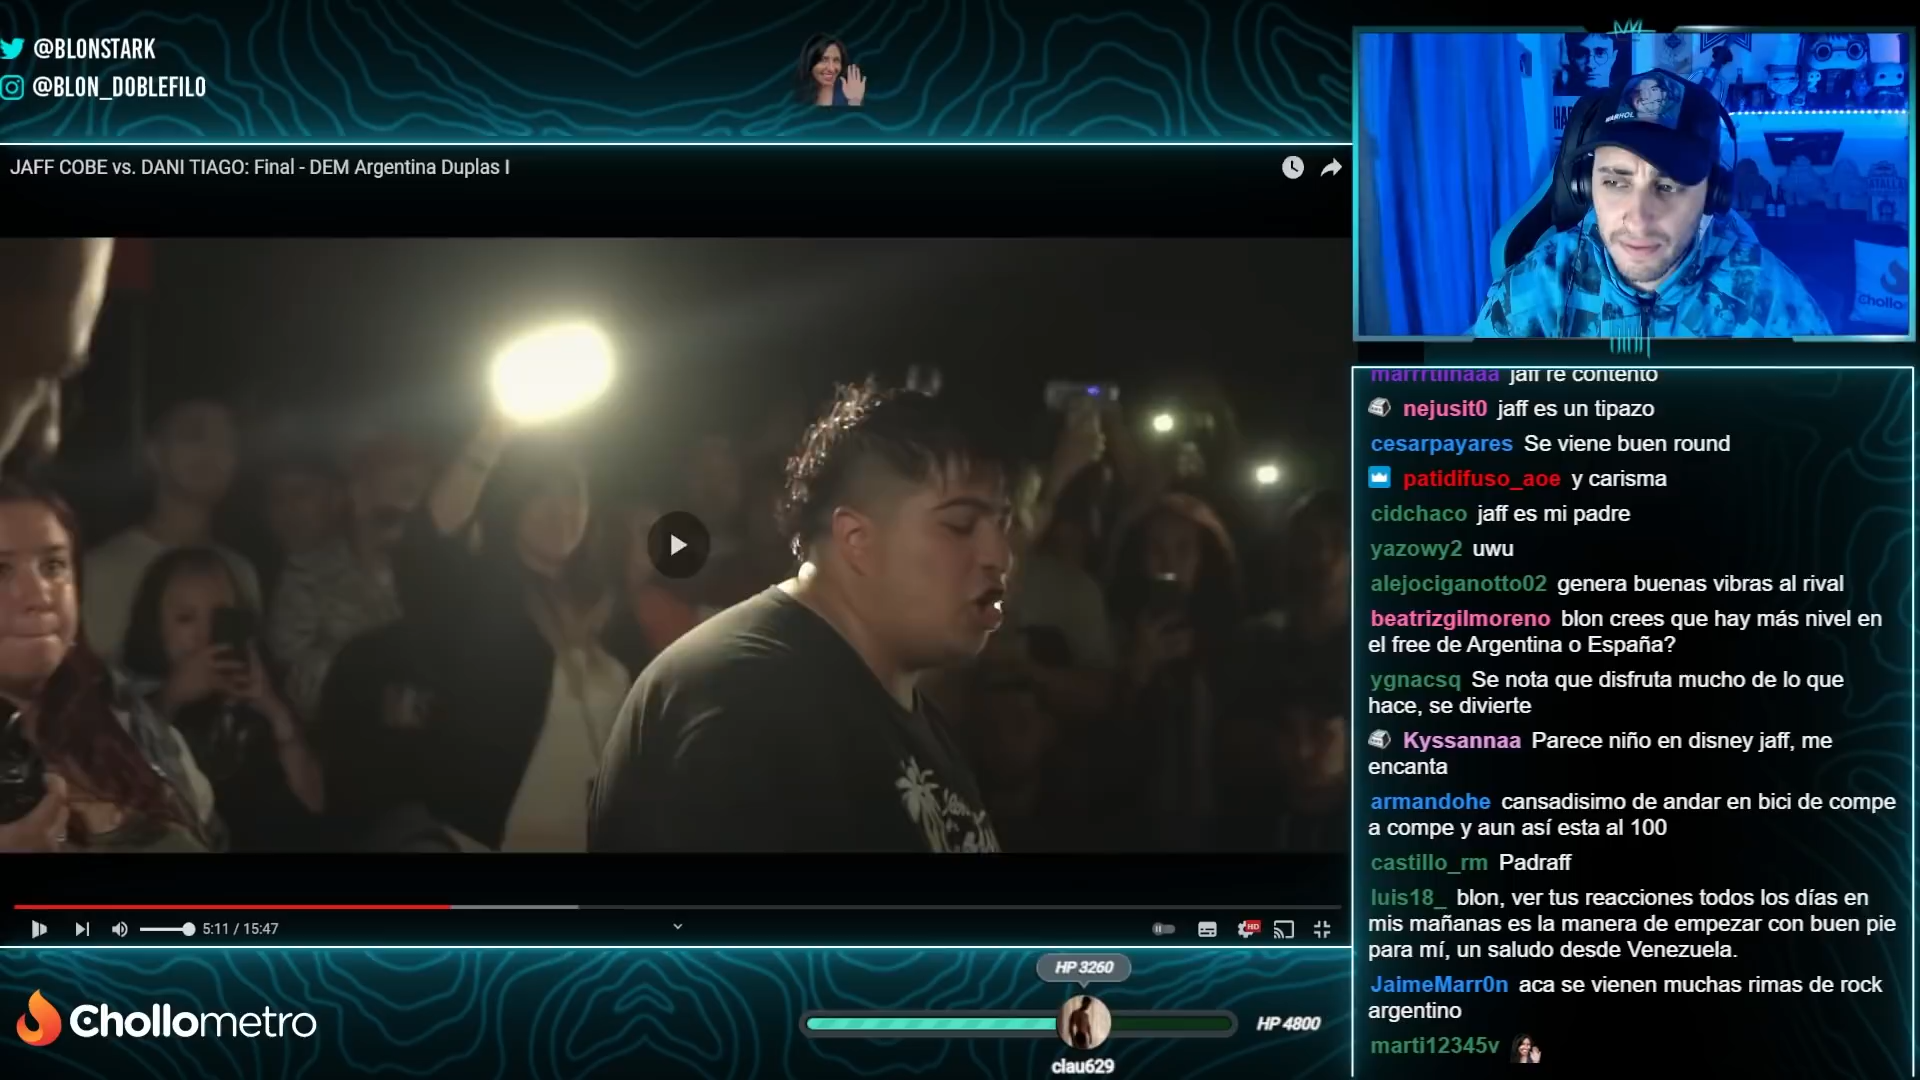 @BLONSTARK
@BLON_DOBLEFILO
JAFF COBE vs. DANI TIAGO: Final - DEM Argentina Duplas I
5:11 / 15:47
HD
Chollometro
HP 3260
HP 4800
clau629
WARHOL
marrrtiinaaa jaff re contento
nejusit0 jaff es un tipazo
cesarpayares Se viene buen round
patidifuso_aoe y carisma
cidchaco jaff es mi padre
yazowy2 uwu
alejociganotto02 genera buenas vibras al rival
beatrizgilmoreno blon crees que hay más nivel en
el free de Argentina o España?
ygnacsq Se nota que disfruta mucho de lo que
hace, se divierte
Kyssannaa Parece niño en disney jaff, me
encanta
armandohe cansadisimo de andar en bici de compe
a compe y aun así esta al 100
castillo_rm Padraff
luis18_ blon, ver tus reacciones todos los días en
mis mañanas es la manera de empezar con buen pie
para mí, un saludo desde Venezuela.
JaimeMarr0n aca se vienen muchas rimas de rock
argentino
marti12345v